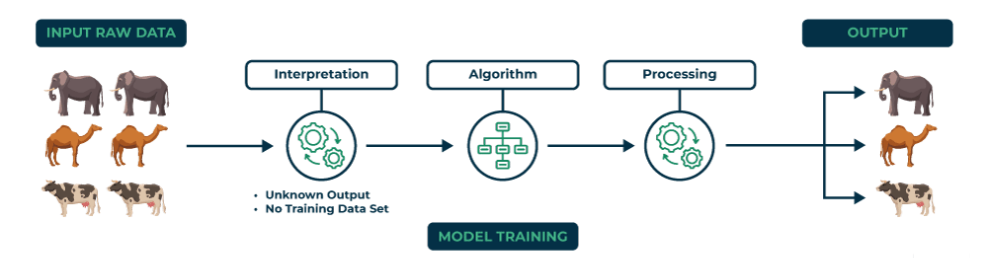 INPUT RAW DATA
OUTPUT
Interpretation
Algorithm
Processing
• Unknown Output
• No Training Data Set
MODEL TRAINING